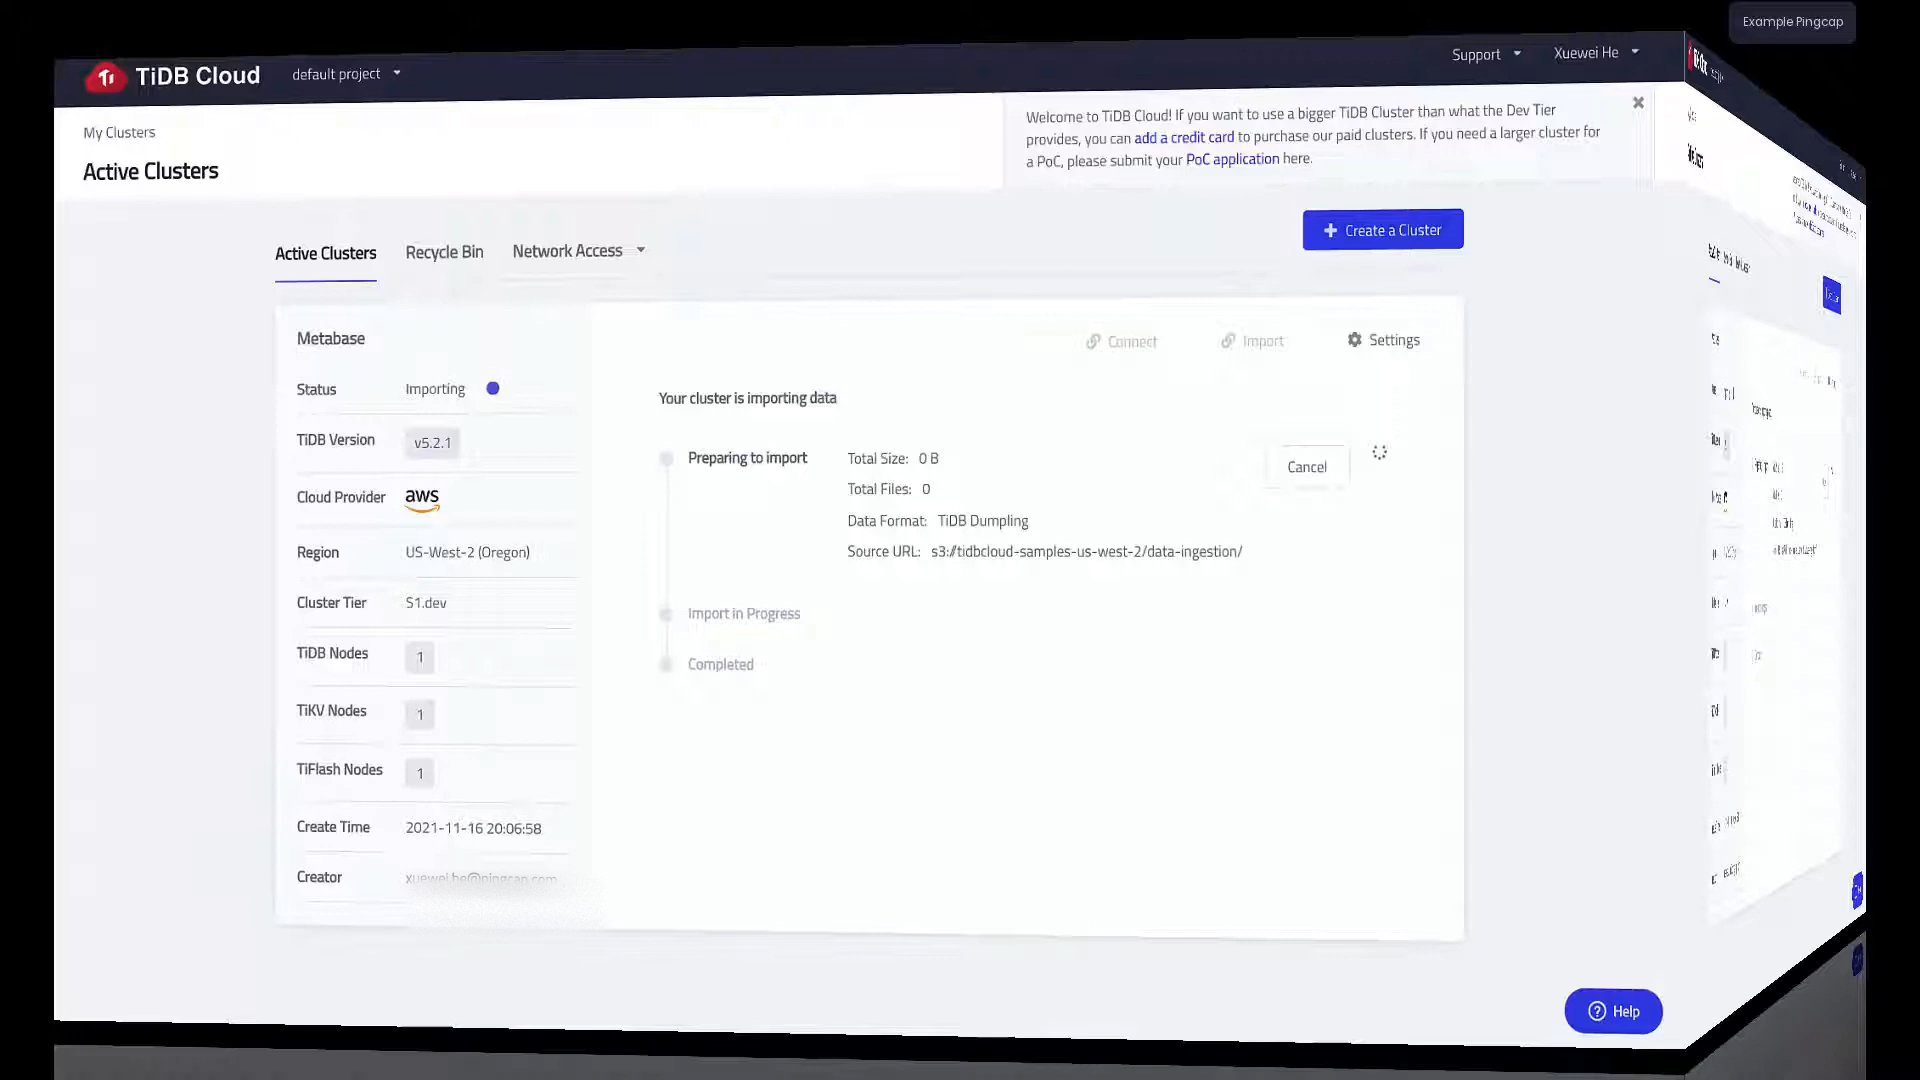 Example Pingcap
TiDB Cloud
default project
Support
Xuewei He
My Clusters
Active Clusters
Welcome to TiDB Cloud! If you want to use a bigger TiDB Cluster than what the Dev Tier
provides, you can add a credit card to purchase our paid clusters. If you need a larger cluster for
a PoC, please submit your PoC application here.
Active Clusters
Recycle Bin
Network Access
+ Create a Cluster
Metabase
Connect
Import
Settings
Status Importing
TiDB Version v5.2.1
Cloud Provider aws
Region US-West-2 (Oregon)
Cluster Tier S1.dev
TiDB Nodes 1
TiKV Nodes 1
TiFlash Nodes 1
Create Time 2021-11-16 20:06:58
Creator xuewei.he@pingcap.com
Your cluster is importing data
Preparing to import
Total Size: 0 B
Total Files: 0
Data Format: TiDB Dumpling
Source URL: s3://tidbcloud-samples-us-west-2/data-ingestion/
Cancel
Import in Progress
Completed
Help